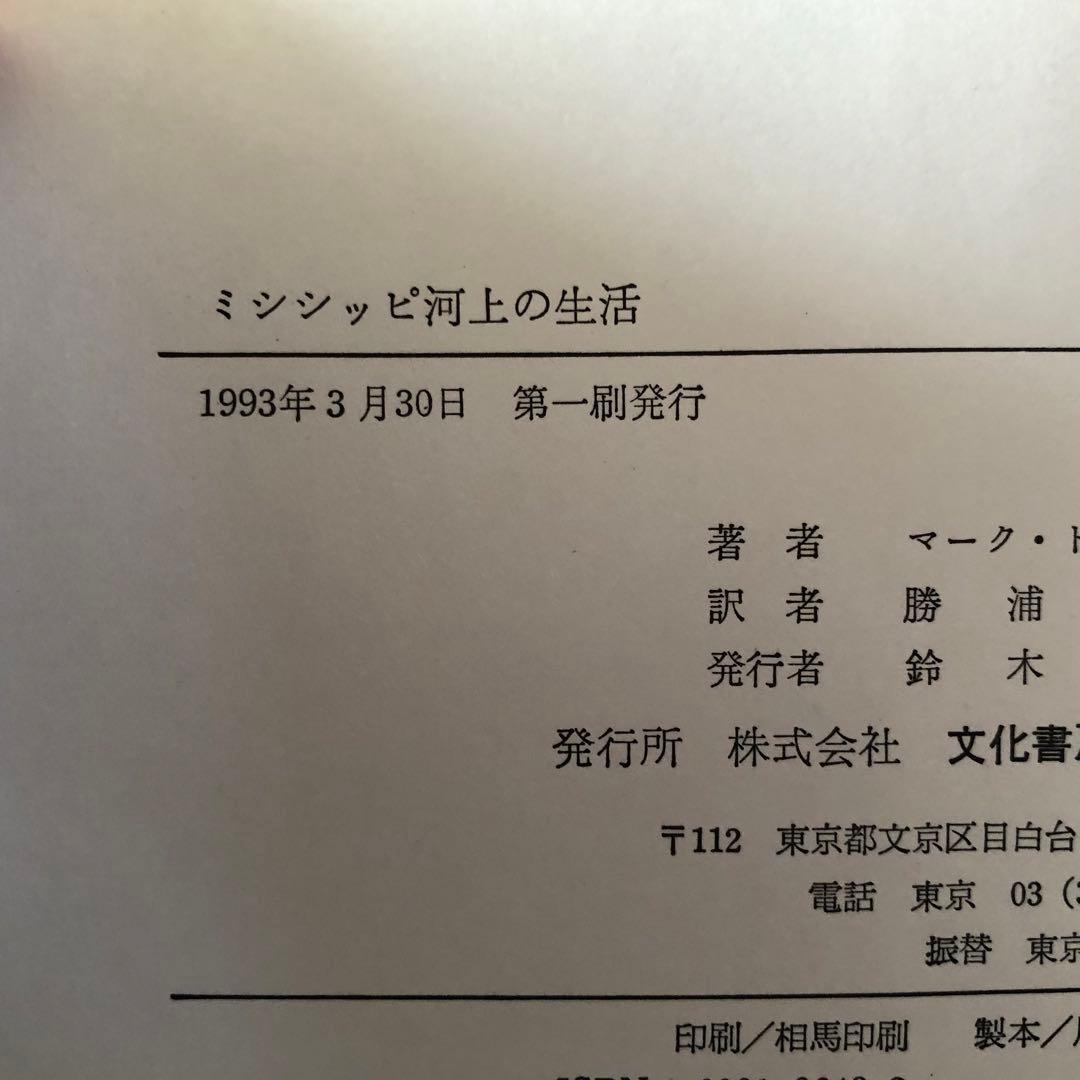 ミシシッピ河上の生活
1993年3月30日 第一刷発行
著者 マーク・ト
訳者 勝浦
発行者 鈴木
発行所 株式会社 文化書
〒112 東京都文京区目白台
電話 東京 03 (
振替 東京
印刷/相馬印刷 製本/